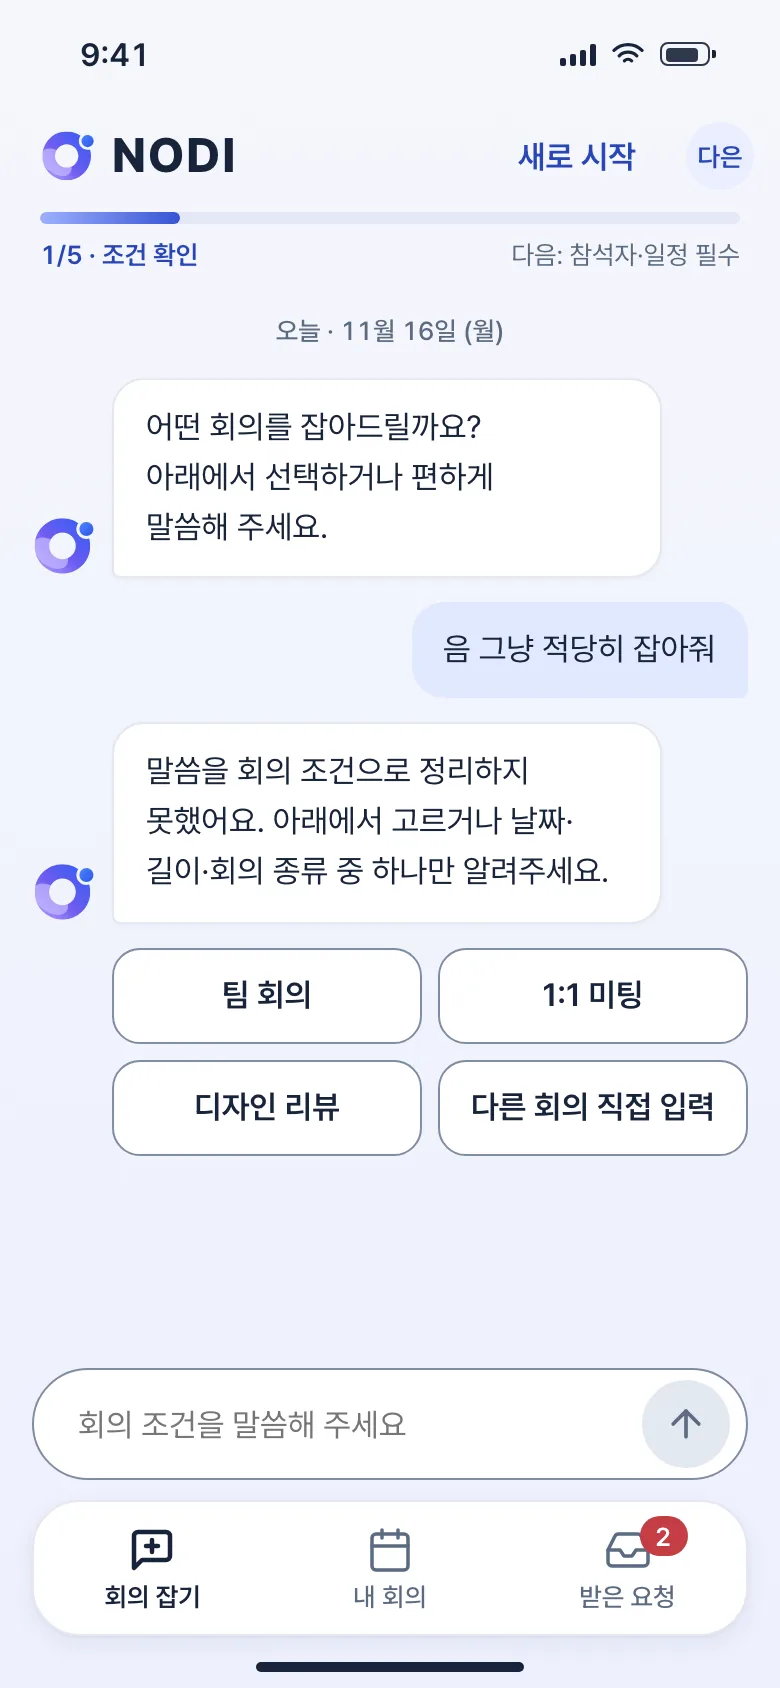 9:41
NODI
새로 시작
다은
1/5 · 조건 확인
다음: 참석자·일정 필수
오늘 · 11월 16일 (월)
어떤 회의를 잡아드릴까요?
아래에서 선택하거나 편하게
말씀해 주세요.
음 그냥 적당히 잡아줘
말씀을 회의 조건으로 정리하지
못했어요. 아래에서 고르거나 날짜·
길이·회의 종류 중 하나만 알려주세요.
팀 회의
1:1 미팅
디자인 리뷰
다른 회의 직접 입력
회의 조건을 말씀해 주세요
2
회의 잡기
내 회의
받은 요청